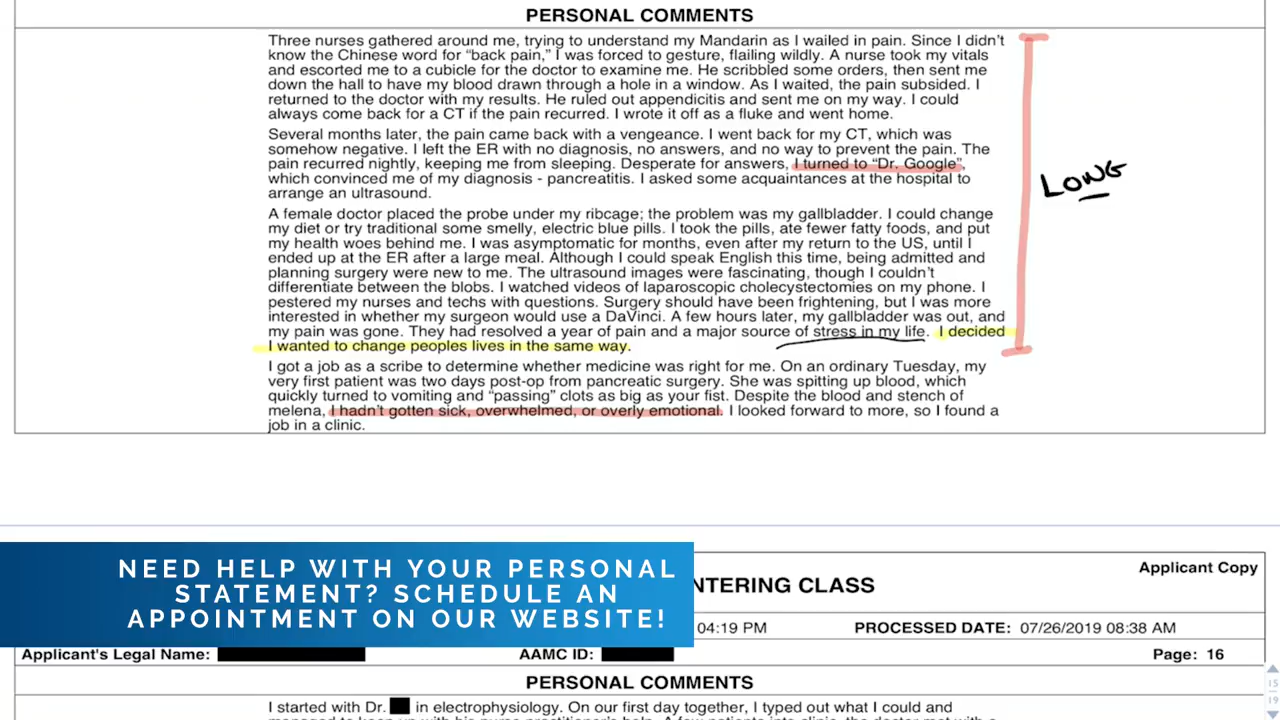 PERSONAL COMMENTS
Three nurses gathered around me, trying to understand my Mandarin as I wailed in pain. Since I didn't
know the Chinese word for "back pain," I was forced to gesture, flailing wildly. A nurse took my vitals
and escorted me to a cubicle for the doctor to examine me. He scribbled some orders, then sent me
down the hall to have my blood drawn through a hole in a window. As I waited, the pain subsided. I
returned to the doctor with my results. He ruled out appendicitis and sent me on my way. I could
always come back for a CT if the pain recurred. I wrote it off as a fluke and went home.
Several months later, the pain came back with a vengeance. I went back for my CT, which was
somehow negative. I left the ER with no diagnosis, no answers, and no way to prevent the pain. The
pain recurred nightly, keeping me from sleeping. Desperate for answers, I turned to "Dr. Google",
which convinced me of my diagnosis - pancreatitis. I asked some acquaintances at the hospital to
arrange an ultrasound.
LONG
A female doctor placed the probe under my ribcage; the problem was my gallbladder. I could change
my diet or try traditional some smelly, electric blue pills. I took the pills, ate fewer fatty foods, and put
my health woes behind me. I was asymptomatic for months, even after my return to the US, until I
ended up at the ER after a large meal. Although I could speak English this time, being admitted and
planning surgery were new to me. The ultrasound images were fascinating, though I couldn't
differentiate between the blobs. I watched videos of laparoscopic cholecystectomies on my phone. I
pestered my nurses and techs with questions. Surgery should have been frightening, but I was more
interested in whether my surgeon would use a DaVinci. A few hours later, my gallbladder was out, and
my pain was gone. They had resolved a year of pain and a major source of stress in my life. I decided
I wanted to change peoples lives in the same way.
I got a job as a scribe to determine whether medicine was right for me. On an ordinary Tuesday, my
very first patient was two days post-op from pancreatic surgery. She was spitting up blood, which
quickly turned to vomiting and "passing" clots as big as your fist. Despite the blood and stench of
melena, I hadn't gotten sick, overwhelmed, or overly emotional. I looked forward to more, so I found a
job in a clinic.
NEED HELP WITH YOUR PERSONAL
STATEMENT? SCHEDULE AN
APPOINTMENT ON OUR WEBSITE!
Applicant Copy
NTERING CLASS
04:19 PM PROCESSED DATE: 07/26/2019 08:38 AM
Applicant's Legal Name: AAMC ID: Page: 16
PERSONAL COMMENTS
15
19
I started with Dr. in electrophysiology. On our first day together, I typed out what I could and
managed to keep up with his nurse practitioner's help. A few patients into clinic, the doctor met with a